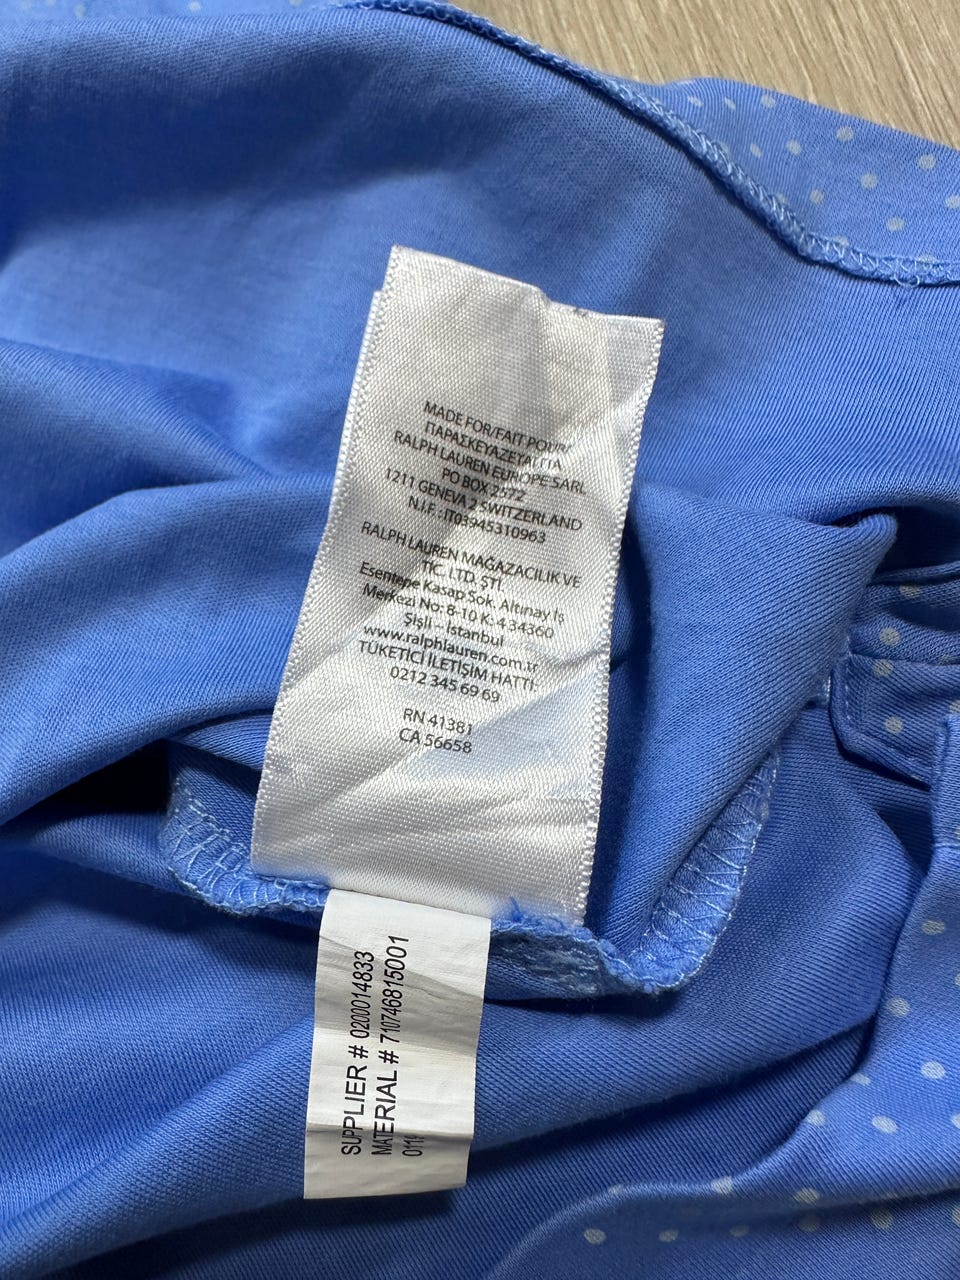 MADE FOR/FAIT POUR/
ΠΑΡΑΣΚΕΥΑΖΕΤΑΙ ΓΙΑ
RALPH LAUREN EUROPE SARL
PO BOX 2572
1211 GENEVA 2 SWITZERLAND
N.I.F.:IT03945310963
RALPH LAUREN MAĞAZACILIK VE
TİC. LTD. ŞTİ.
Esentepe Kasap Sok. Altınay İş
Merkezi No: 8-10 K: 4 34360
Şişli – İstanbul
www.ralphlauren.com.tr
TÜKETİCİ İLETİŞİM HATTI:
0212 345 69 69
RN 41381
CA 56658
SUPPLIER # 0200014833
MATERIAL # 710746815001